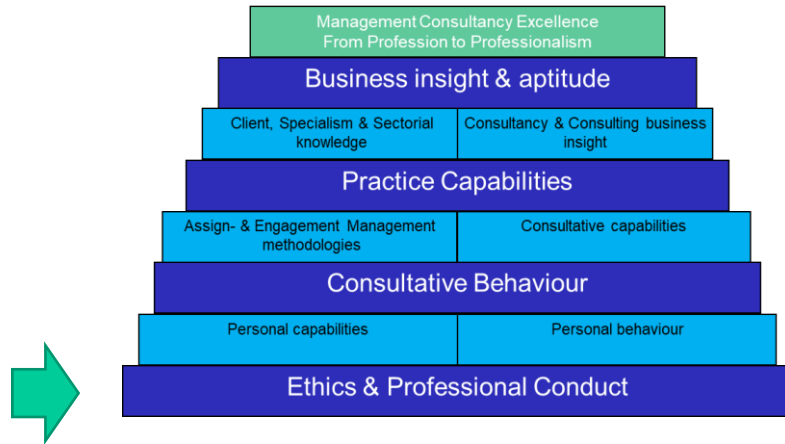 Management Consultancy Excellence
From Profession to Professionalism
Business insight & aptitude
Client, Specialism & Sectorial
knowledge
Consultancy & Consulting business
insight
Practice Capabilities
Assign- & Engagement Management
methodologies
Consultative capabilities
Consultative Behaviour
Personal capabilities
Personal behaviour
Ethics & Professional Conduct